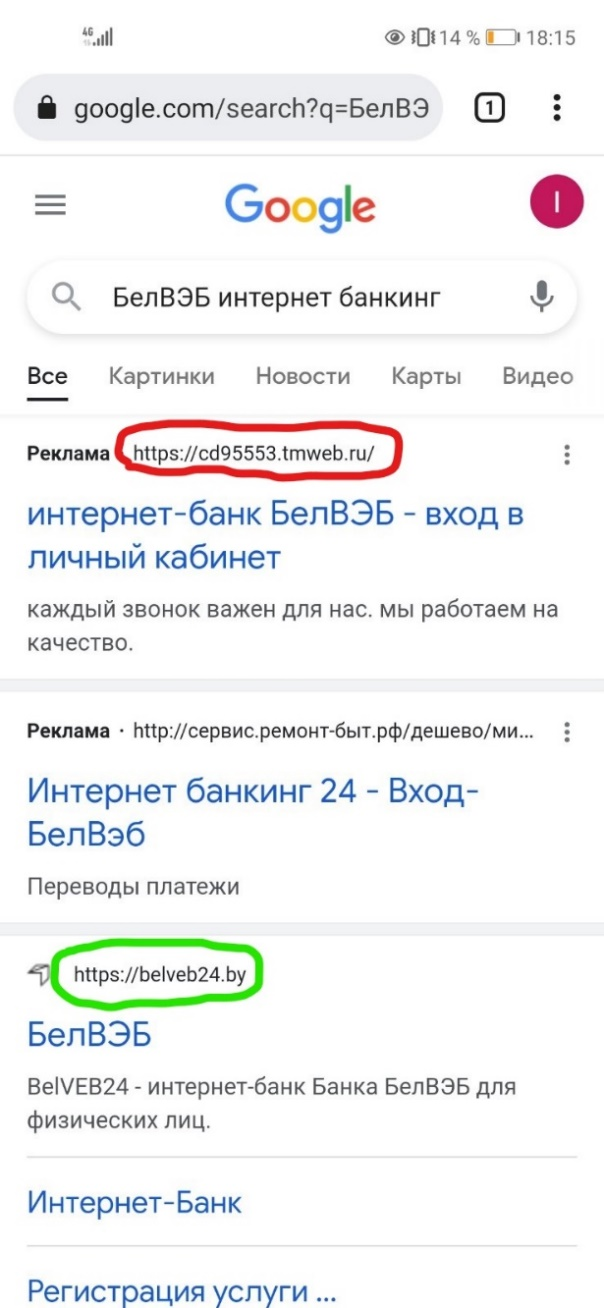 4G
14 % 18:15
google.com/search?q=БелВЭ 1
Google
I
БелВЭБ интернет банкинг
Все Картинки Новости Карты Видео
Реклама https://cd95553.tmweb.ru/
интернет-банк БелВЭБ - вход в
личный кабинет
каждый звонок важен для нас. мы работаем на
качество.
Реклама · http://сервис.ремонт-быт.рф/дешево/ми...
Интернет банкинг 24 - Вход-
БелВэб
Переводы платежи
https://belveb24.by
БелВЭБ
BelVEB24 - интернет-банк Банка БелВЭБ для
физических лиц.
Интернет-Банк
Регистрация услуги ...